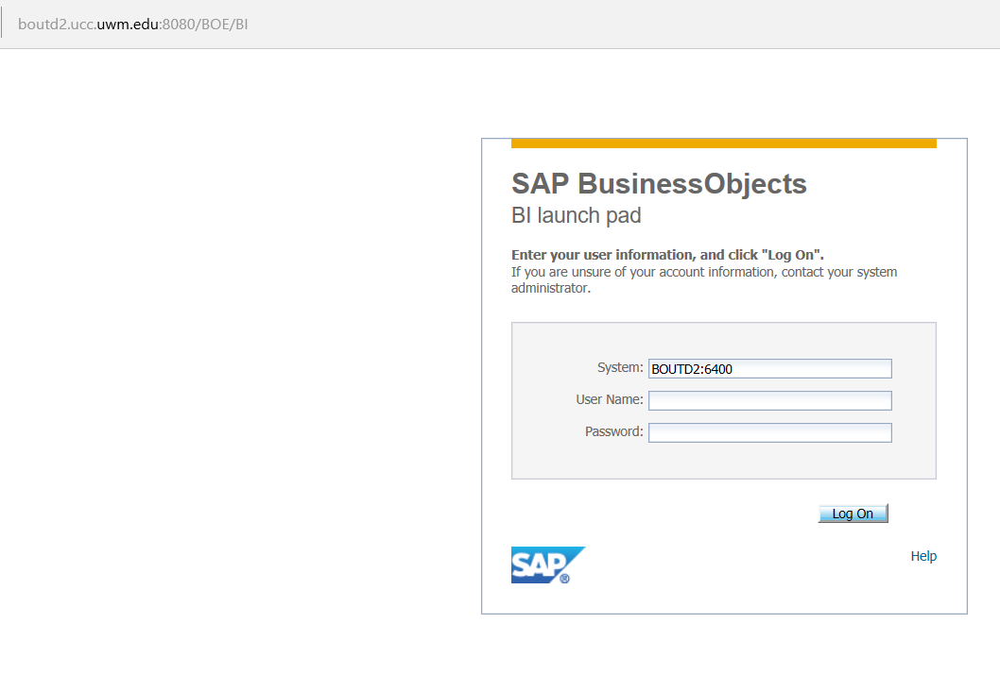 boutd2.ucc.uwm.edu:8080/BOE/BI
SAP BusinessObjects
BI launch pad
Enter your user information, and click "Log On".
If you are unsure of your account information, contact your system
administrator.
System: BOUTD2:6400
User Name:
Password:
Log On
SAP®
Help